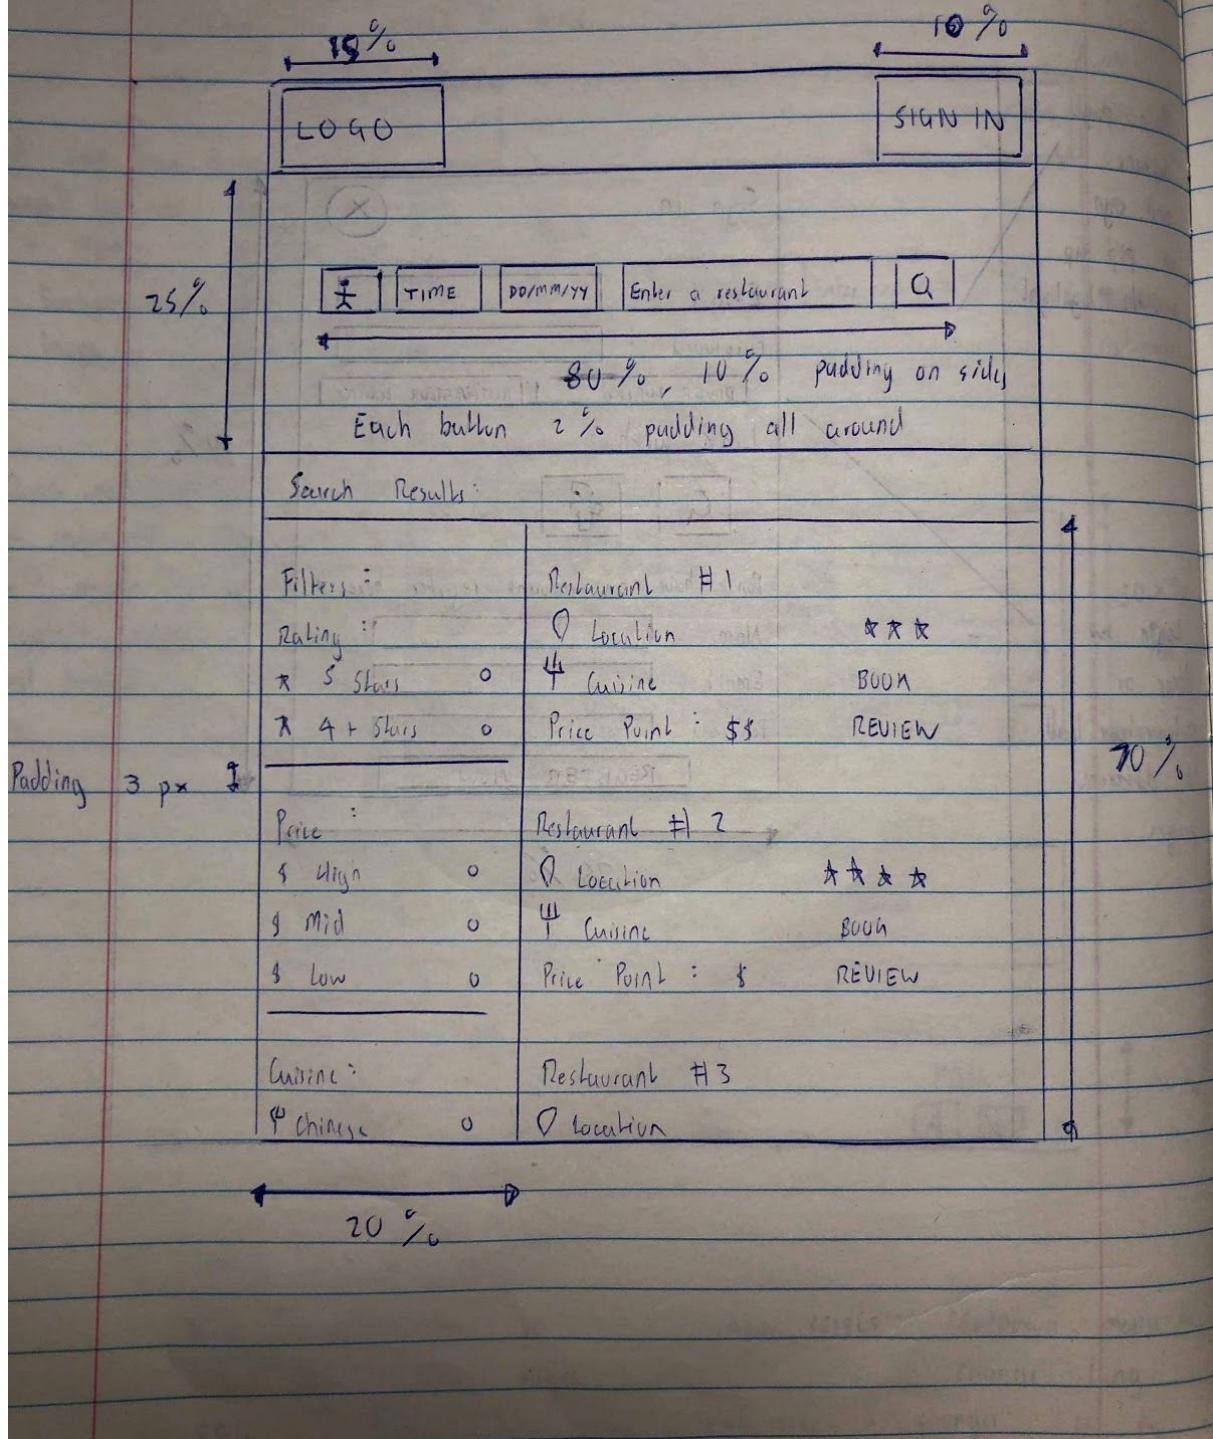 10%
LOGO
SIGN IN
25%
TIME
DD/MM/YY
Enter a restaurant
80%, 10% padding on sides
Each button 2% padding all around
Search Results:
Filters:
Restaurant #1
Rating:
Location
5 Stars
Cuisine
BOOK
4+ Stars
Price Point: $$
REVIEW
70%
Padding 3 px
Price:
Restaurant #2
$ High
Location
$ Mid
Cuisine
BOOK
$ Low
Price Point: $
REVIEW
Cuisine:
Restaurant #3
Chinese
Location
20%